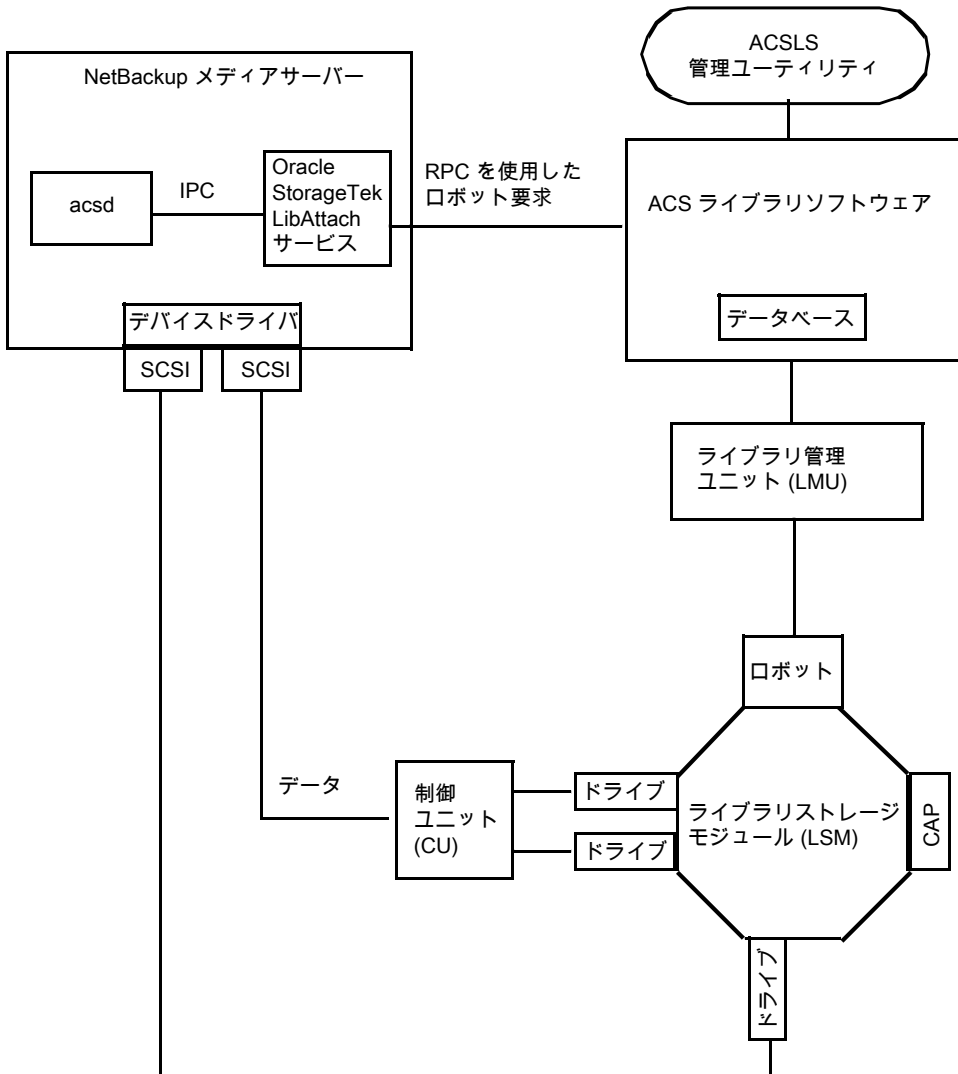 ACSLS
管理ユーティリティ
NetBackup メディアサーバー
acsd
IPC
Oracle
StorageTek
LibAttach
サービス
RPC を使用した
ロボット要求
ACS ライブラリソフトウェア
データベース
デバイスドライバ
SCSI
SCSI
ライブラリ管理
ユニット (LMU)
ロボット
データ
制御
ユニット
(CU)
ドライブ
ドライブ
ライブラリストレージ
モジュール (LSM)
CAP
ドライブ